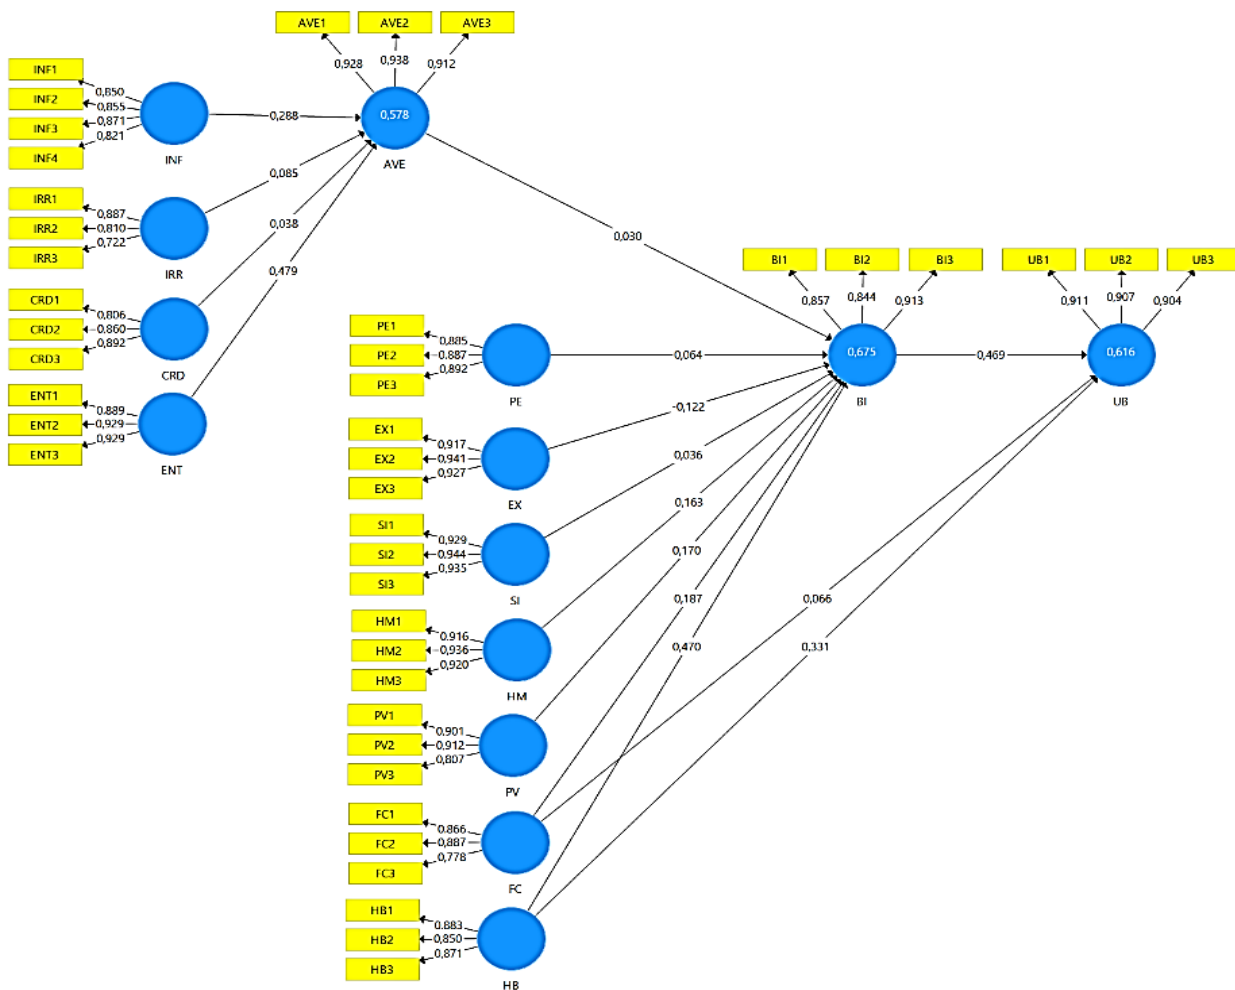 AVE1 AVE2 AVE3
0,928 0,938 0,912
INF1
INF2
INF3
INF4
0,850
0,855
0,871
0,821
INF
0,288
0,578
AVE
IRR1
IRR2
IRR3
0,887
0,810
0,722
IRR
0,085
CRD1
CRD2
CRD3
0,806
0,860
0,892
CRD
0,038
ENT1
ENT2
ENT3
0,889
0,929
0,929
ENT
0,479
0,030
BI1 BI2 BI3
0,857 0,844 0,913
0,675
BI
0,469
UB1 UB2 UB3
0,911 0,907 0,904
0,616
UB
PE1
PE2
PE3
0,885
0,887
0,892
PE
0,064
EX1
EX2
EX3
0,917
0,941
0,927
EX
-0,122
SI1
SI2
SI3
0,929
0,944
0,935
SI
0,036
HM1
HM2
HM3
0,916
0,936
0,920
HM
0,163
PV1
PV2
PV3
0,901
0,912
0,807
PV
0,170
FC1
FC2
FC3
0,866
0,887
0,778
FC
0,187
0,066
HB1
HB2
HB3
0,883
0,850
0,871
HB
0,470
0,331